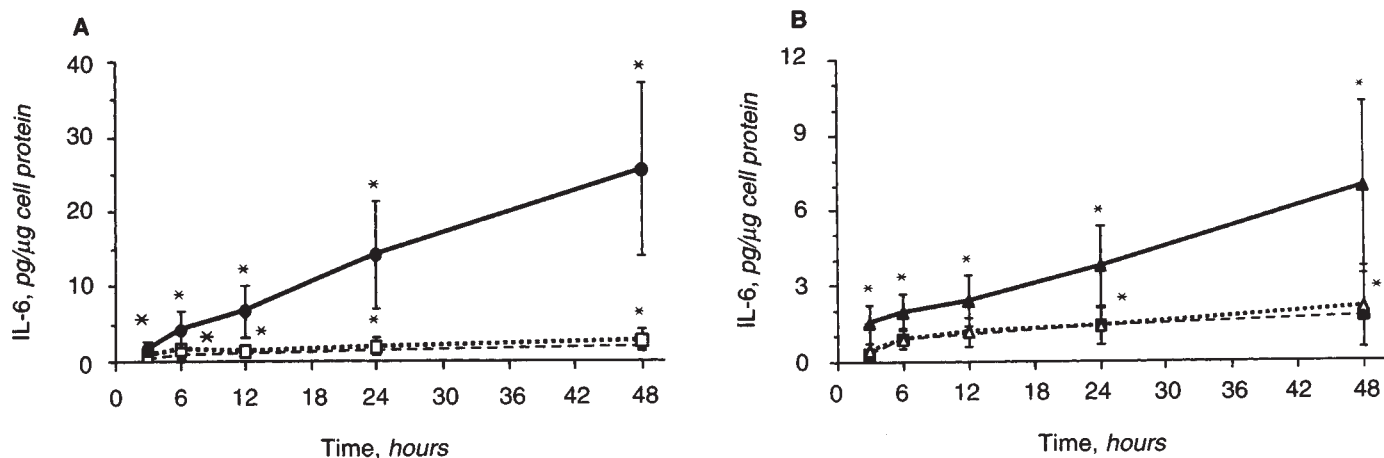 A
40
30
20
10
0
IL-6, pg/μg cell protein
0 6 12 18 24 30 36 42 48
Time, hours
* * * * * * * * *
B
12
9
6
3
0
IL-6, pg/μg cell protein
0 6 12 18 24 30 36 42 48
Time, hours
* * * * * * *